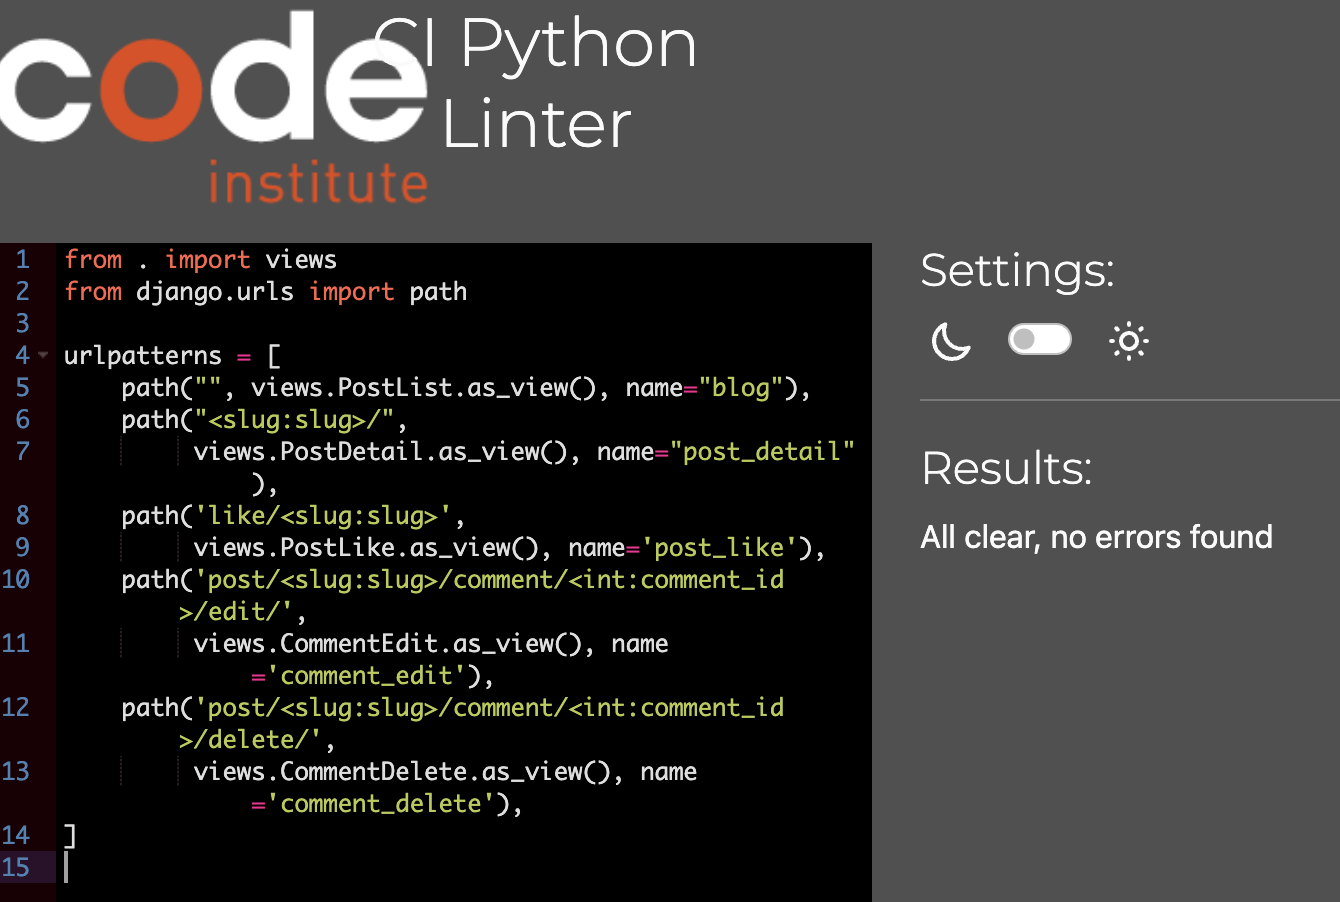 code
institute
CI Python
Linter
1 from . import views
2 from django.urls import path
3
4 urlpatterns = [
5     path("", views.PostList.as_view(), name="blog"),
6     path("<slug:slug>/",
7          views.PostDetail.as_view(), name="post_detail"
             ),
8     path('like/<slug:slug>',
9          views.PostLike.as_view(), name='post_like'),
10    path('post/<slug:slug>/comment/<int:comment_id
        >/edit/',
11         views.CommentEdit.as_view(), name
             ='comment_edit'),
12    path('post/<slug:slug>/comment/<int:comment_id
        >/delete/',
13         views.CommentDelete.as_view(), name
             ='comment_delete'),
14 ]
15
Settings:
Results:
All clear, no errors found